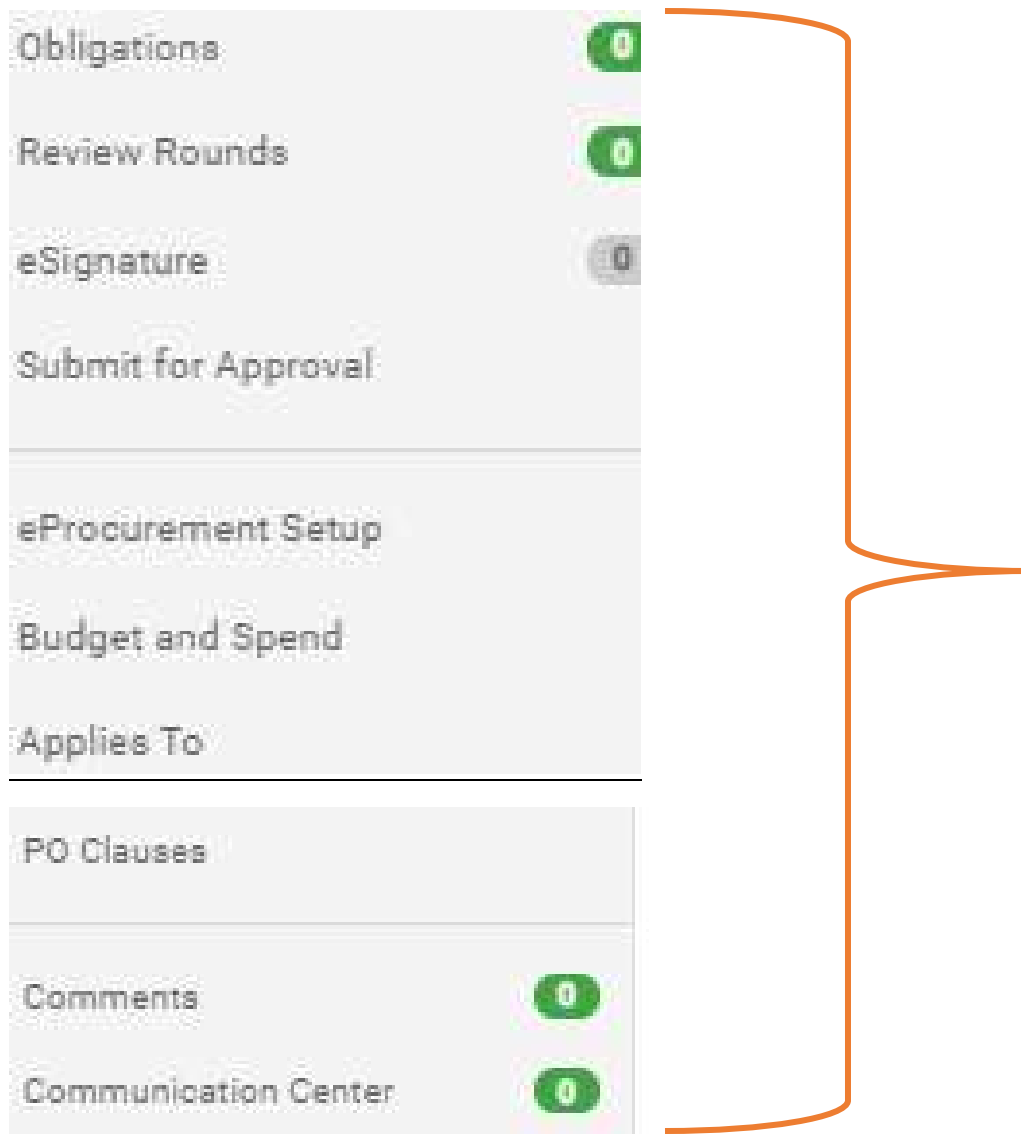 Obligations 0
Review Rounds 0
eSignature 0
Submit for Approval
eProcurement Setup
Budget and Spend
Applies To
PO Clauses
Comments 0
Communication Center 0